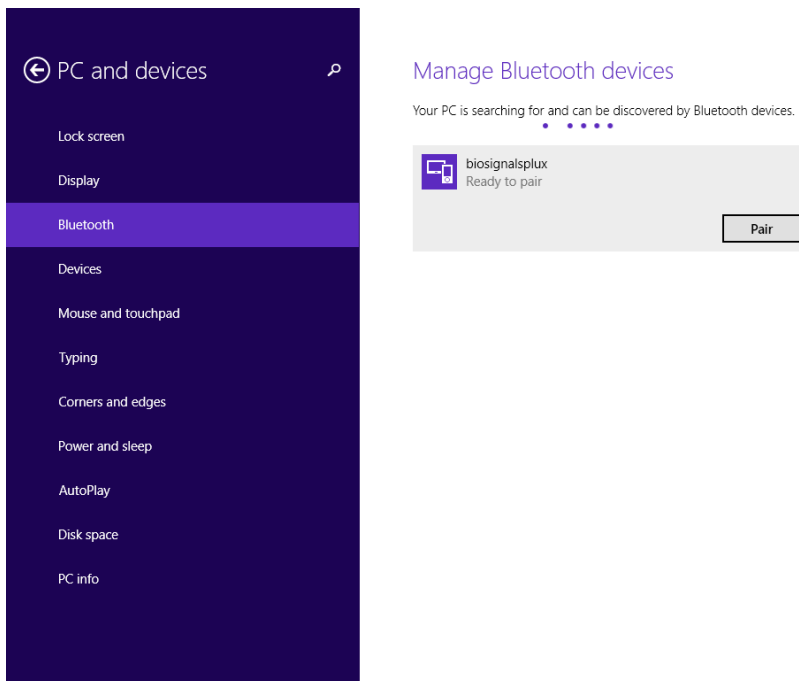 PC and devices
Lock screen
Display
Bluetooth
Devices
Mouse and touchpad
Typing
Corners and edges
Power and sleep
AutoPlay
Disk space
PC info
Manage Bluetooth devices
Your PC is searching for and can be discovered by Bluetooth devices.
biosignalsplux
Ready to pair
Pair